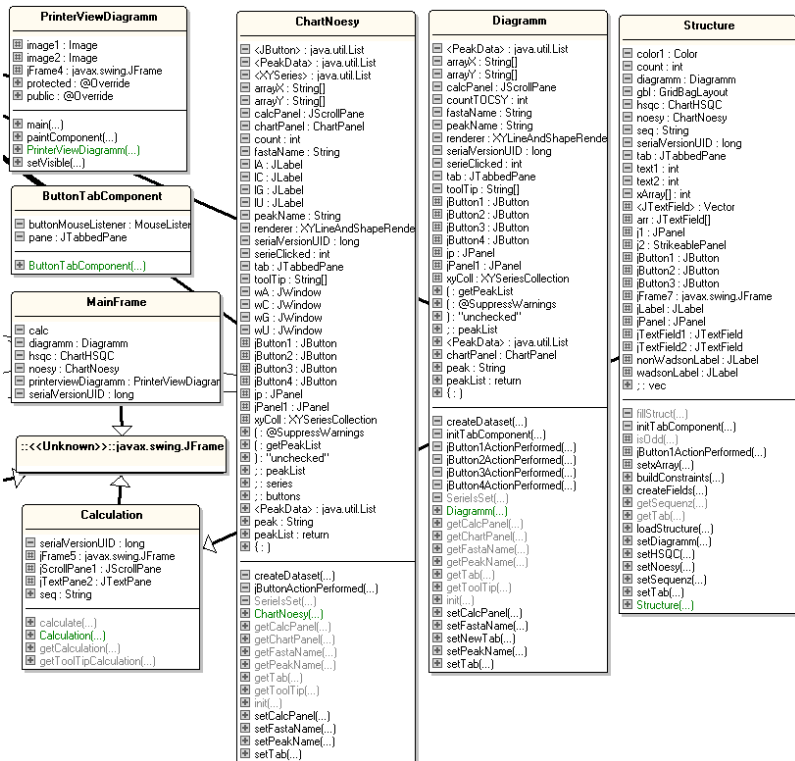 PrinterViewDiagramm
image1 : Image
image2 : Image
jFrame4 : javax.swing.JFrame
protected : @Override
public : @Override
main(...)
paintComponent(...)
PrinterViewDiagramm(...)
setVisible(...)
ButtonTabComponent
buttonMouseListener : MouseListener
pane : JTabbedPane
ButtonTabComponent(...)
MainFrame
calc
diagramm : Diagramm
hsqc : ChartHSQC
noesy : ChartNoesy
printerviewDiagramm : PrinterViewDiagram
serialVersionUID : long
::<<Unknown>>::javax.swing.JFrame
Calculation
serialVersionUID : long
jFrame5 : javax.swing.JFrame
jScrollPane1 : JScrollPane
jTextPane2 : JTextPane
seq : String
calculate(...)
Calculation(...)
getCalculation(...)
getToolTipCalculation(...)
ChartNoesy
<JButton> : java.util.List
<PeakData> : java.util.List
<XYSeries> : java.util.List
arrayX : String[]
arrayY : String[]
calcPanel : JScrollPane
chartPanel : ChartPanel
count : int
fastaName : String
lA : JLabel
lC : JLabel
lG : JLabel
lU : JLabel
peakName : String
renderer : XYLineAndShapeRende
serialVersionUID : long
serieClicked : int
tab : JTabbedPane
toolTip : String[]
wA : JWindow
wC : JWindow
wG : JWindow
wU : JWindow
jButton1 : JButton
jButton2 : JButton
jButton3 : JButton
jButton4 : JButton
jp : JPanel
jPanel1 : JPanel
xyColl : XYSeriesCollection
( : @SuppressWarnings
( : getPeakList
) : "unchecked"
; : peakList
; : series
; : buttons
<PeakData> : java.util.List
peak : String
peakList : return
{ : )
createDataset(...)
jButtonActionPerformed(...)
SerieIsSet(...)
ChartNoesy(...)
getCalcPanel(...)
getChartPanel(...)
getFastaName(...)
getPeakName(...)
getTab(...)
getToolTip(...)
init(...)
setCalcPanel(...)
setFastaName(...)
setPeakName(...)
setTab(...)
Diagramm
<PeakData> : java.util.List
arrayX : String[]
arrayY : String[]
calcPanel : JScrollPane
countTOCSY : int
fastaName : String
peakName : String
renderer : XYLineAndShapeRende
serialVersionUID : long
serieClicked : int
tab : JTabbedPane
toolTip : String[]
jButton1 : JButton
jButton2 : JButton
jButton3 : JButton
jButton4 : JButton
jp : JPanel
jPanel1 : JPanel
xyColl : XYSeriesCollection
( : getPeakList
( : @SuppressWarnings
) : "unchecked"
; : peakList
<PeakData> : java.util.List
chartPanel : ChartPanel
peak : String
peakList : return
{ : )
createDataset(...)
initTabComponent(...)
jButton1ActionPerformed(...)
jButton2ActionPerformed(...)
jButton3ActionPerformed(...)
jButton4ActionPerformed(...)
SerieIsSet(...)
Diagramm(...)
getCalcPanel(...)
getChartPanel(...)
getFastaName(...)
getPeakName(...)
getTab(...)
getToolTip(...)
init(...)
setCalcPanel(...)
setFastaName(...)
setNewTab(...)
setPeakName(...)
setTab(...)
Structure
color1 : Color
count : int
diagramm : Diagramm
gbl : GridBagLayout
hsqc : ChartHSQC
noesy : ChartNoesy
seq : String
serialVersionUID : long
tab : JTabbedPane
text1 : int
text2 : int
xArray[] : int
<JTextField> : Vector
arr : JTextField[]
j1 : JPanel
j2 : StrikeablePanel
jButton1 : JButton
jButton2 : JButton
jButton3 : JButton
jFrame7 : javax.swing.JFrame
jLabel : JLabel
jPanel : JPanel
jTextField1 : JTextField
jTextField2 : JTextField
nonWadsonLabel : JLabel
wadsonLabel : JLabel
; : vec
fillStruct(...)
initTabComponent(...)
isOdd(...)
jButton1ActionPerformed(...)
setxArray(...)
buildConstraints(...)
createFields(...)
getSequenz(...)
getTab(...)
loadStructure(...)
setDiagramm(...)
setHSQC(...)
setNoesy(...)
setSequenz(...)
setTab(...)
Structure(...)